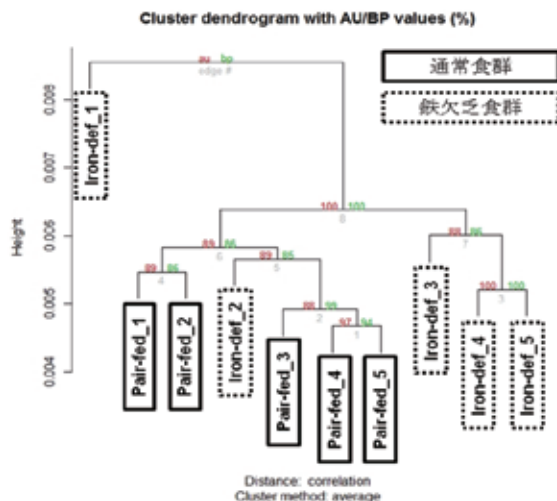 Cluster dendrogram with AU/BP values (%)
au bp
edge #
通常食群
鉄欠乏食群
Height
0.008
0.007
0.006
0.005
0.004
Iron-def_1
100 100
8
89 86
6
88 86
7
89 86
4
89 85
5
100 100
3
88 99
2
97 94
1
Pair-fed_1
Pair-fed_2
Iron-def_2
Pair-fed_3
Pair-fed_4
Pair-fed_5
Iron-def_3
Iron-def_4
Iron-def_5
Distance: correlation
Cluster method: average